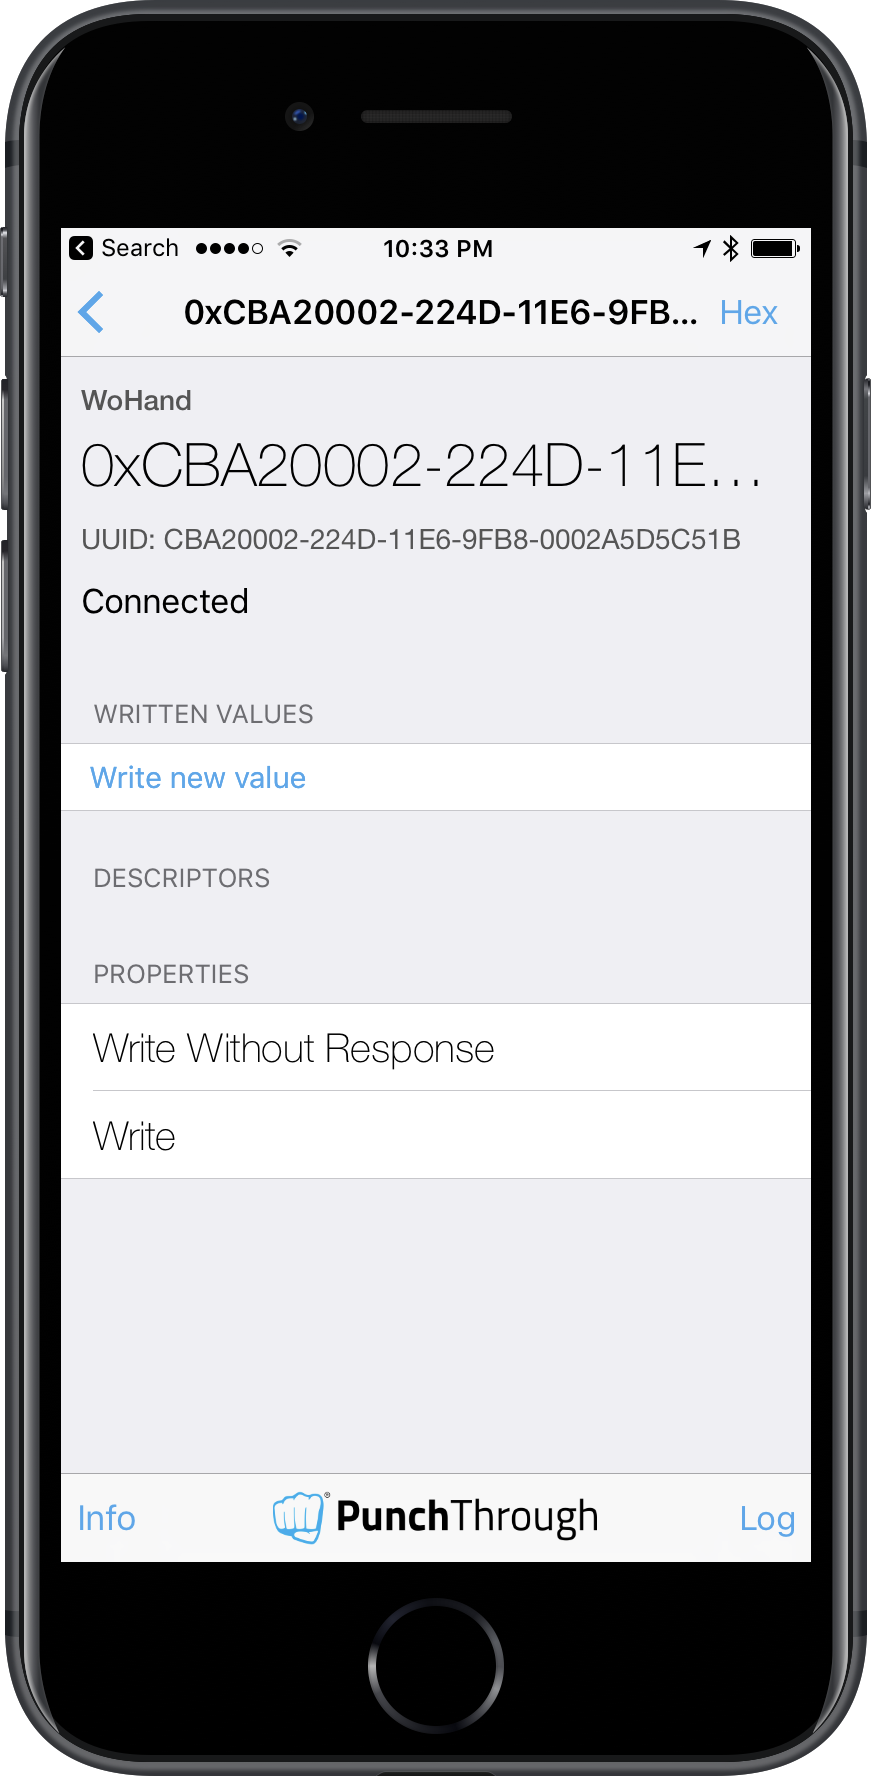 Search 10:33 PM
0xCBA20002-224D-11E6-9FB... Hex
WoHand
0xCBA20002-224D-11E...
UUID: CBA20002-224D-11E6-9FB8-0002A5D5C51B
Connected
WRITTEN VALUES
Write new value
DESCRIPTORS
PROPERTIES
Write Without Response
Write
Info PunchThrough® Log